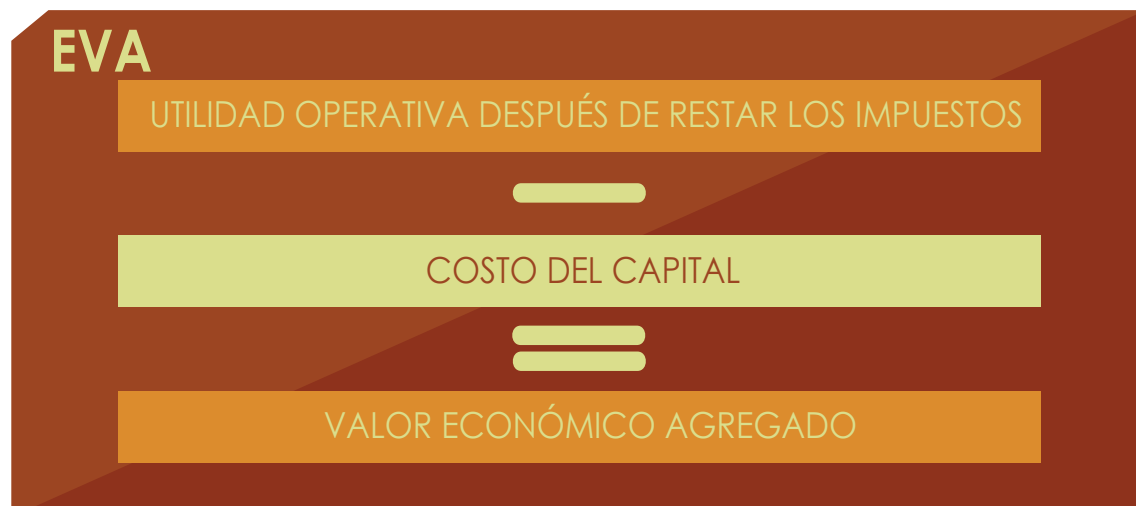 EVA
UTILIDAD OPERATIVA DESPUÉS DE RESTAR LOS IMPUESTOS
COSTO DEL CAPITAL
VALOR ECONÓMICO AGREGADO